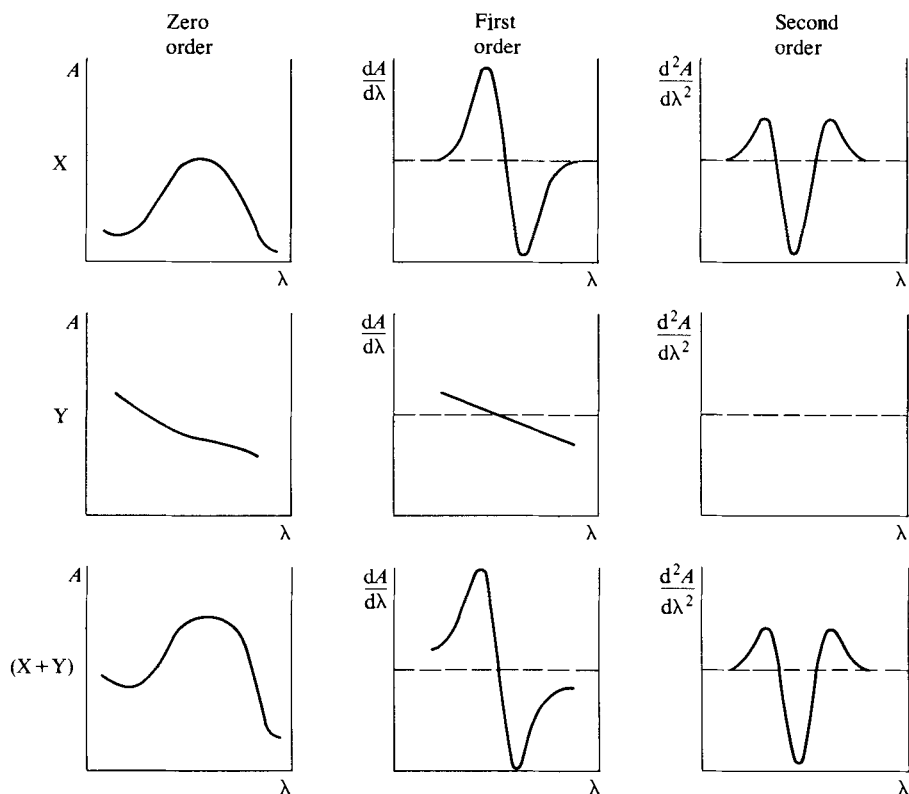 Zero
order
First
order
Second
order
A
dA
dλ
d²A
dλ²
X
λ
λ
λ
A
dA
dλ
d²A
dλ²
Y
λ
λ
λ
A
dA
dλ
d²A
dλ²
(X + Y)
λ
λ
λ